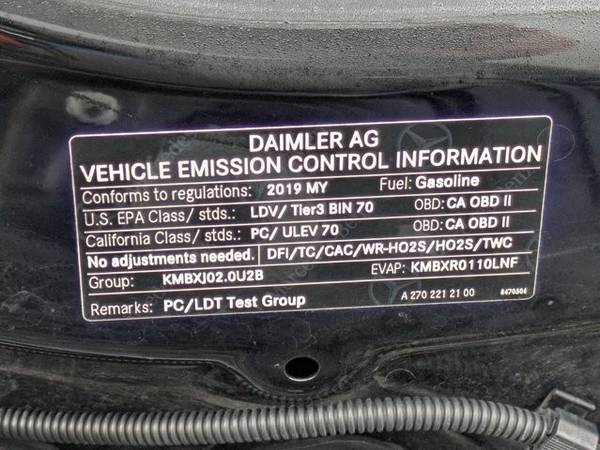 DAIMLER AG
VEHICLE EMISSION CONTROL INFORMATION
Conforms to regulations: 2019 MY Fuel: Gasoline
U.S. EPA Class/ stds.: LDV/ Tier3 BIN 70 OBD: CA OBD II
California Class/ stds.: PC/ ULEV 70 OBD: CA OBD II
No adjustments needed. DFI/TC/CAC/WR-HO2S/HO2S/TWC
Group: KMBXJ02.0U2B EVAP: KMBXR0110LNF
Remarks: PC/LDT Test Group A 270 221 21 00